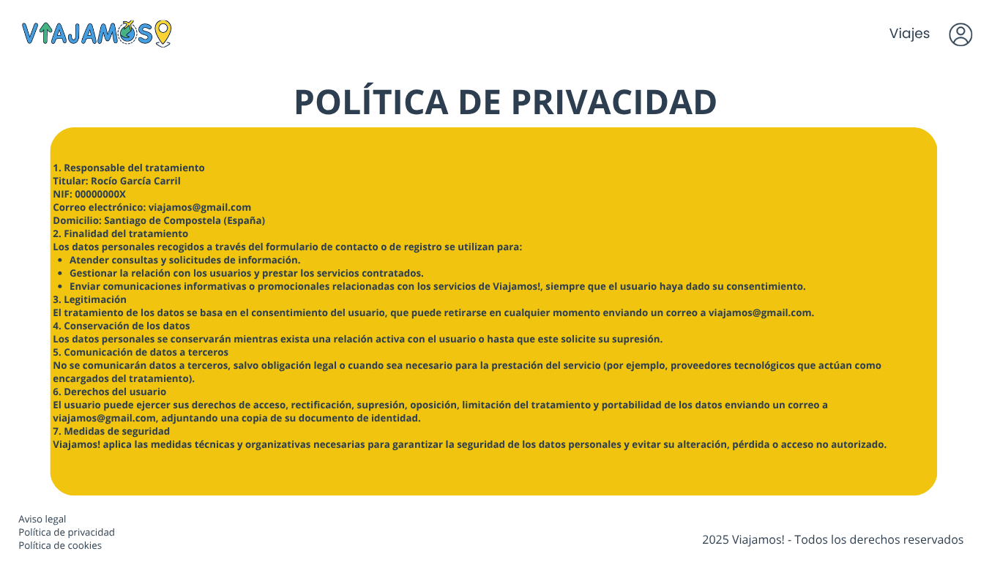 VIAJAMOS
Viajes
POLÍTICA DE PRIVACIDAD
1. Responsable del tratamiento
Titular: Rocío García Carril
NIF: 00000000X
Correo electrónico: viajamos@gmail.com
Domicilio: Santiago de Compostela (España)
2. Finalidad del tratamiento
Los datos personales recogidos a través del formulario de contacto o de registro se utilizan para:
• Atender consultas y solicitudes de información.
• Gestionar la relación con los usuarios y prestar los servicios contratados.
• Enviar comunicaciones informativas o promocionales relacionadas con los servicios de Viajamos!, siempre que el usuario haya dado su consentimiento.
3. Legitimación
El tratamiento de los datos se basa en el consentimiento del usuario, que puede retirarse en cualquier momento enviando un correo a viajamos@gmail.com.
4. Conservación de los datos
Los datos personales se conservarán mientras exista una relación activa con el usuario o hasta que este solicite su supresión.
5. Comunicación de datos a terceros
No se comunicarán datos a terceros, salvo obligación legal o cuando sea necesario para la prestación del servicio (por ejemplo, proveedores tecnológicos que actúan como
encargados del tratamiento).
6. Derechos del usuario
El usuario puede ejercer sus derechos de acceso, rectificación, supresión, oposición, limitación del tratamiento y portabilidad de los datos enviando un correo a
viajamos@gmail.com, adjuntando una copia de su documento de identidad.
7. Medidas de seguridad
Viajamos! aplica las medidas técnicas y organizativas necesarias para garantizar la seguridad de los datos personales y evitar su alteración, pérdida o acceso no autorizado.
Aviso legal
Política de privacidad
Política de cookies
2025 Viajamos! - Todos los derechos reservados